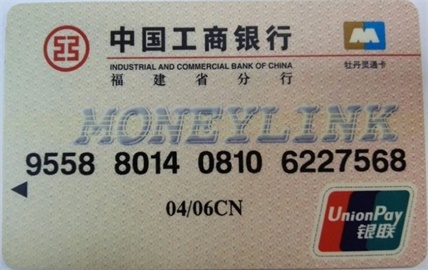 中国工商银行
INDUSTRIAL AND COMMERCIAL BANK OF CHINA
福建省分行
牡丹灵通卡
MONEYLINK
9558 8014 0810 6227568
04/06CN
UnionPay
银联